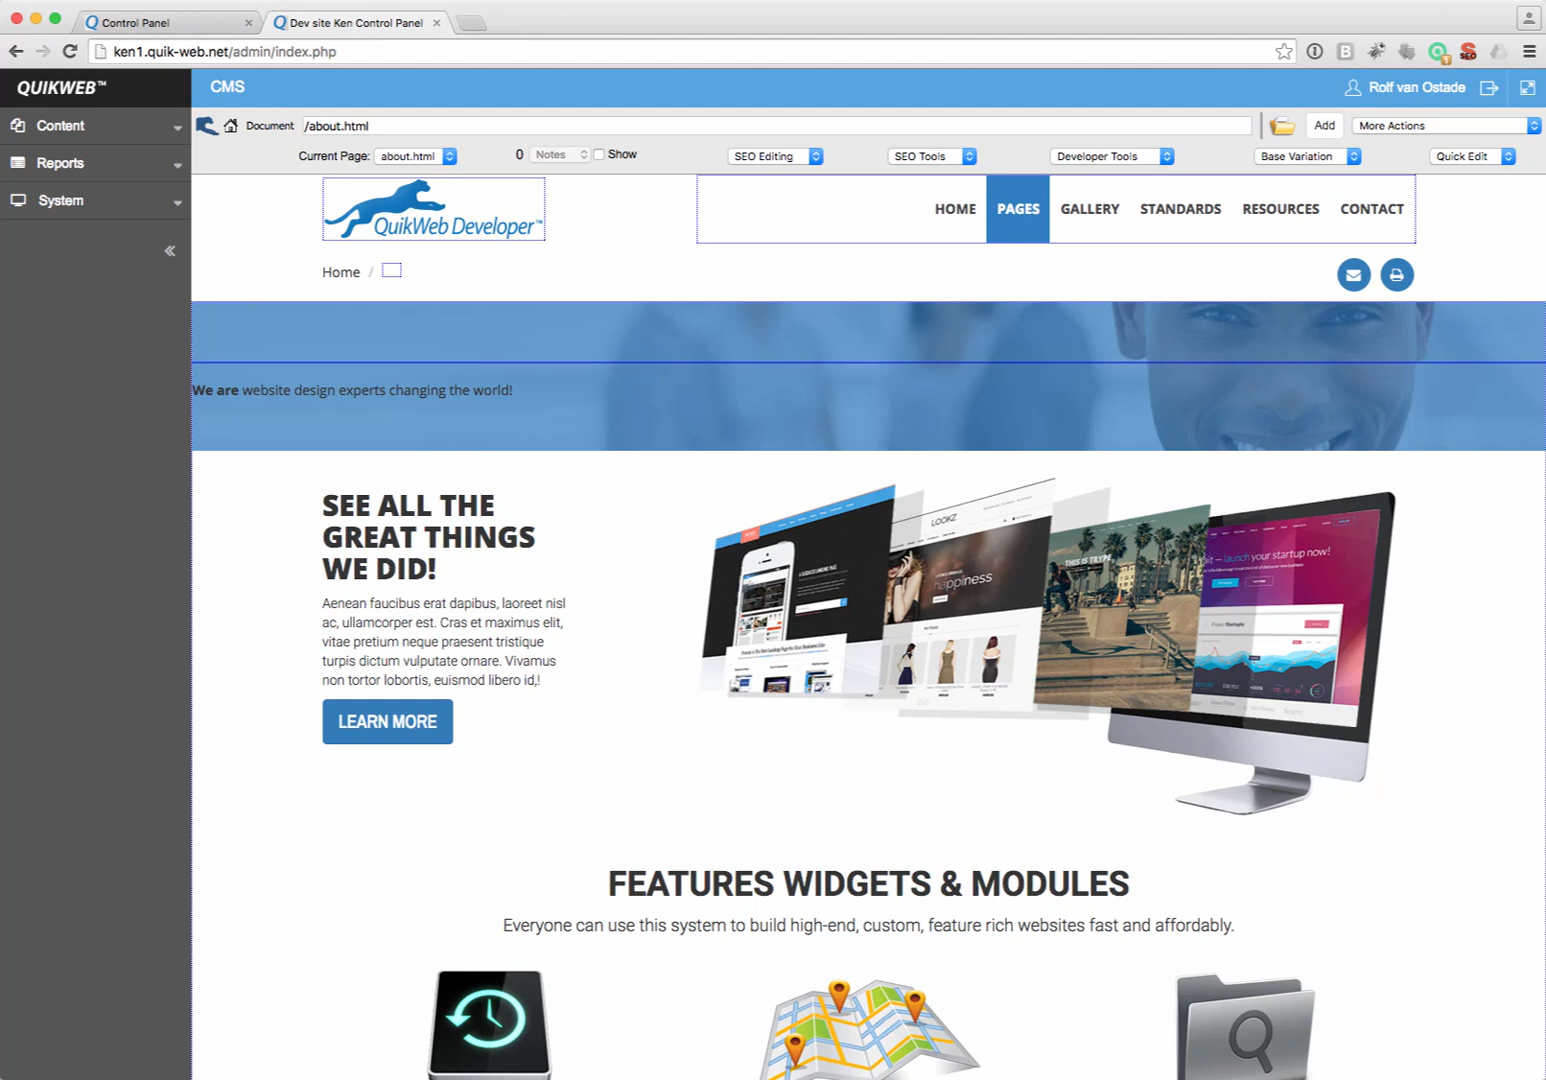 Control Panel
Dev site Ken Control Panel
ken1.quik-web.net/admin/index.php
QUIKWEB™
CMS
Rolf van Ostade
Content
Reports
System
Document /about.html
Add
More Actions
Current Page: about.html
0 Notes
Show
SEO Editing
SEO Tools
Developer Tools
Base Variation
Quick Edit
QuikWeb Developer™
HOME PAGES GALLERY STANDARDS RESOURCES CONTACT
Home /
We are website design experts changing the world!
SEE ALL THE
GREAT THINGS
WE DID!
Aenean faucibus erat dapibus, laoreet nisl
ac, ullamcorper est. Cras et maximus elit,
vitae pretium neque praesent tristique
turpis dictum vulputate ornare. Vivamus
non tortor lobortis, euismod libero id,!
LEARN MORE
LOOKZ
happiness
THIS IS TRYPE
launch your startup now!
FEATURES WIDGETS & MODULES
Everyone can use this system to build high-end, custom, feature rich websites fast and affordably.